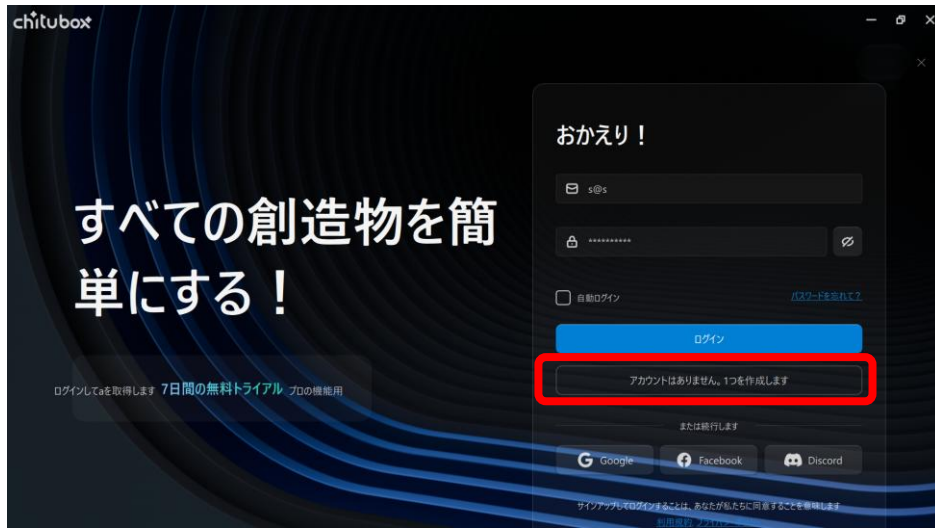 chitubox
おかえり！
s@s
**********
すべての創造物を簡
単にする！
自動ログイン
パスワードを忘れて？
ログイン
ログインしてaを取得します 7日間の無料トライアル プロの機能用
アカウントはありません。1つを作成します
または続行します
Google
Facebook
Discord
サインアップしてログインすることは、あなたが私たちに同意することを意味します
利用規約